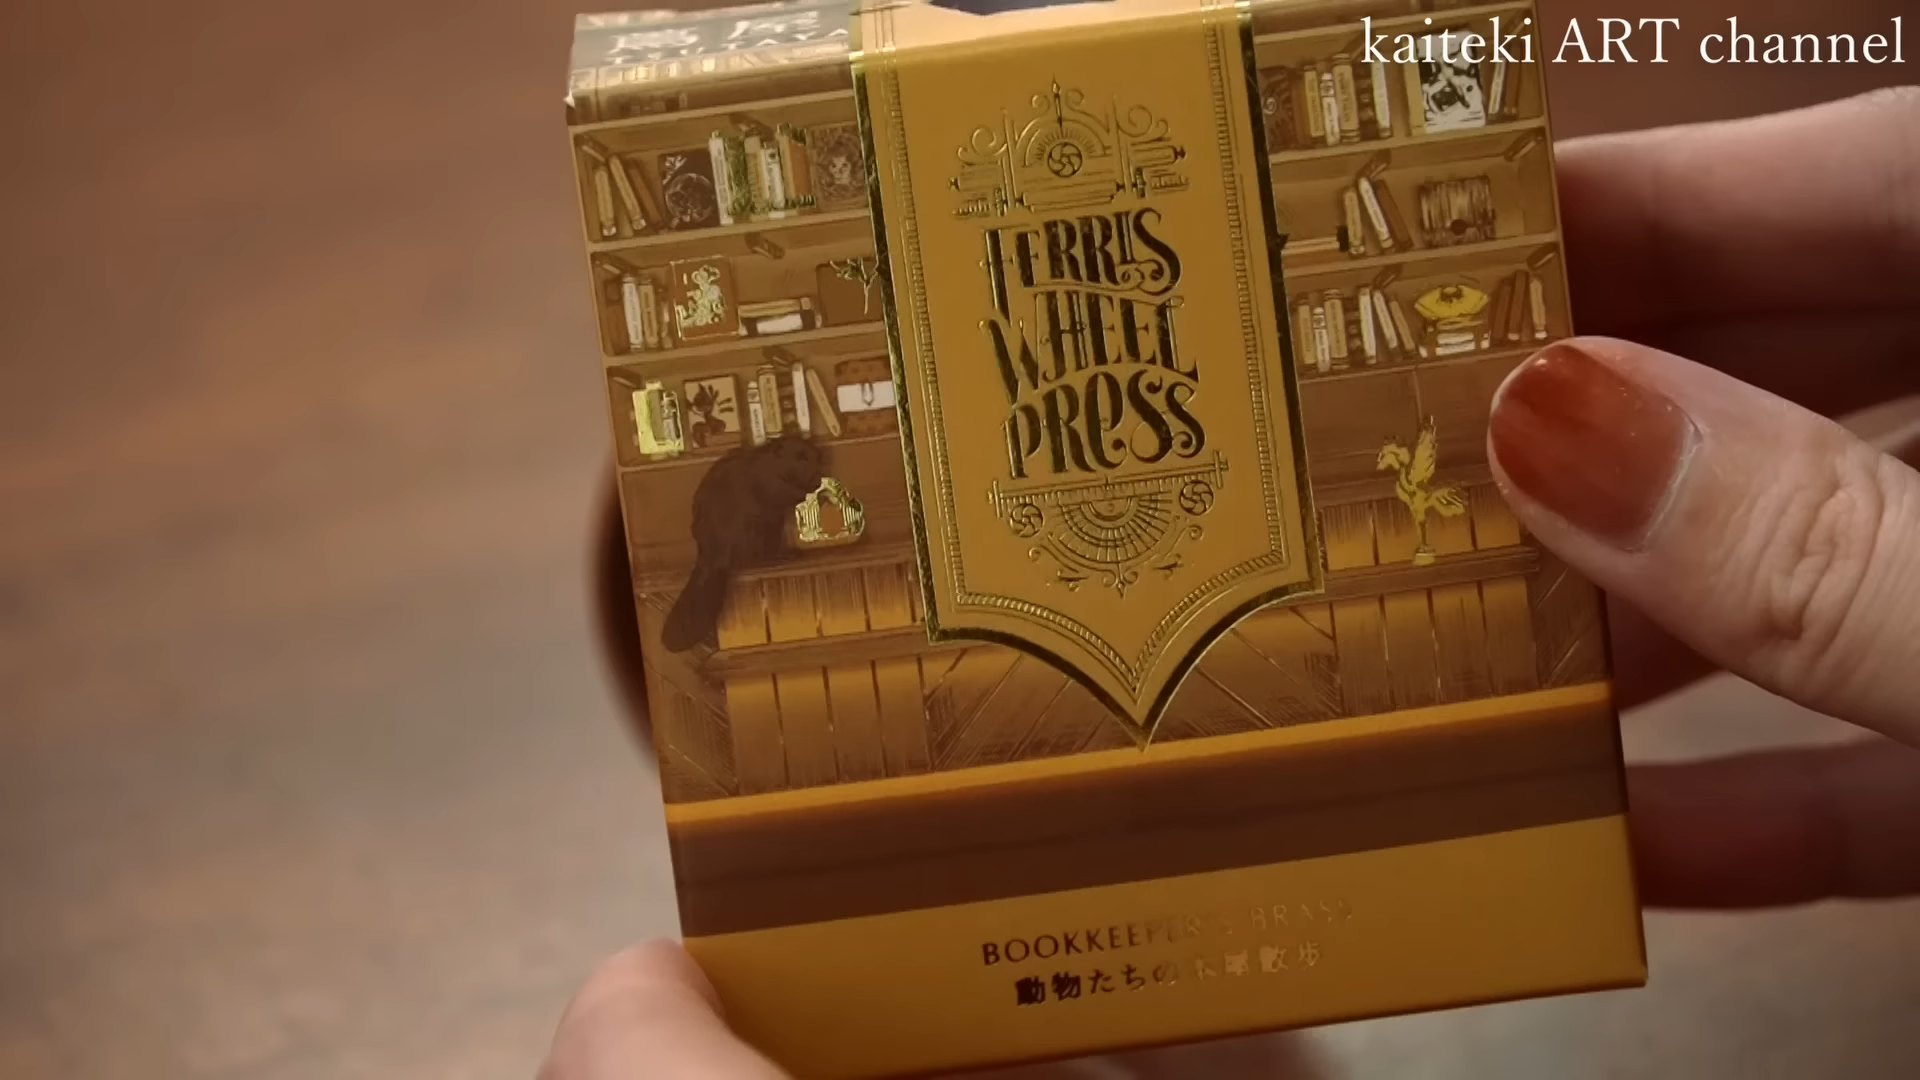 kaiteki ART channel
FERRIS
WHEEL
PRESS
BOOKKEEPER'S BRASS
動物たちの本屋散歩